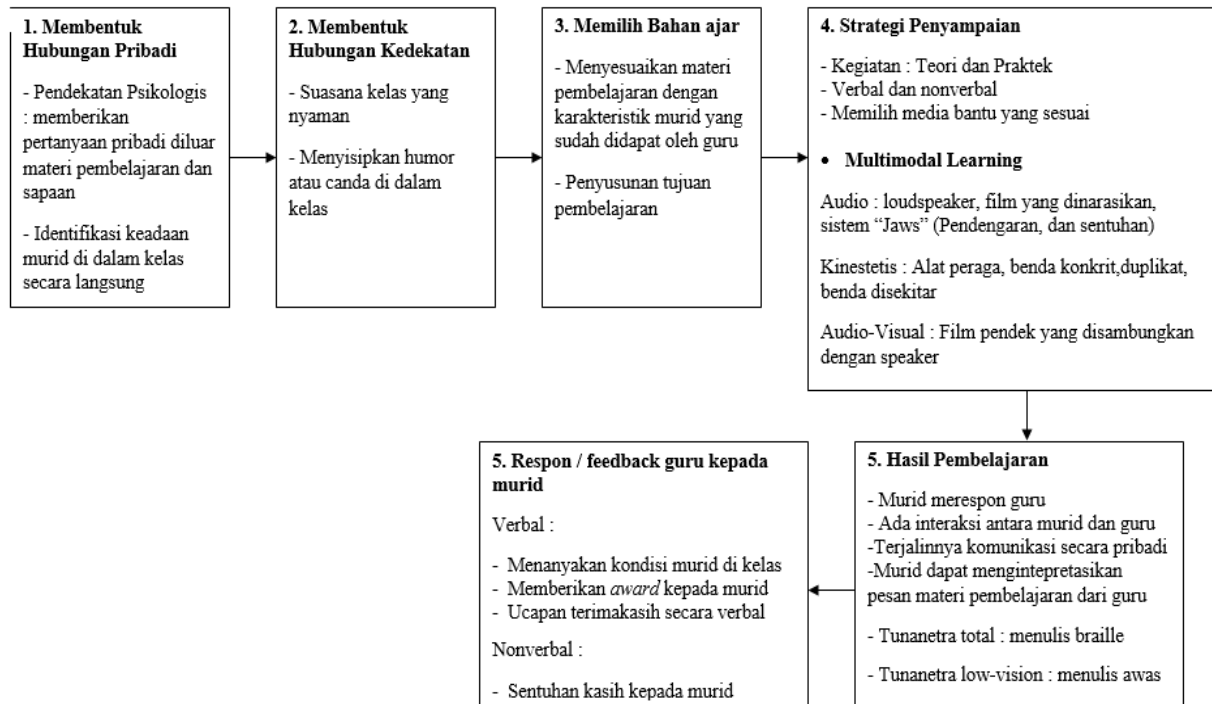 1. Membentuk
Hubungan Pribadi
- Pendekatan Psikologis
: memberikan
pertanyaan pribadi diluar
materi pembelajaran dan
sapaan
- Identifikasi keadaan
murid di dalam kelas
secara langsung
2. Membentuk
Hubungan Kedekatan
- Suasana kelas yang
nyaman
- Menyisipkan humor
atau canda di dalam
kelas
3. Memilih Bahan ajar
- Menyesuaikan materi
pembelajaran dengan
karakteristik murid yang
sudah didapat oleh guru
- Penyusunan tujuan
pembelajaran
4. Strategi Penyampaian
- Kegiatan : Teori dan Praktek
- Verbal dan nonverbal
- Memilih media bantu yang sesuai
• Multimodal Learning
Audio : loudspeaker, film yang dinarasikan,
sistem “Jaws” (Pendengaran, dan sentuhan)
Kinestetis : Alat peraga, benda konkrit,duplikat,
benda disekitar
Audio-Visual : Film pendek yang disambungkan
dengan speaker
5. Hasil Pembelajaran
- Murid merespon guru
- Ada interaksi antara murid dan guru
-Terjalinnya komunikasi secara pribadi
-Murid dapat mengintepretasikan
pesan materi pembelajaran dari guru
- Tunanetra total : menulis braille
- Tunanetra low-vision : menulis awas
5. Respon / feedback guru kepada
murid
Verbal :
- Menanyakan kondisi murid di kelas
- Memberikan award kepada murid
- Ucapan terimakasih secara verbal
Nonverbal :
- Sentuhan kasih kepada murid